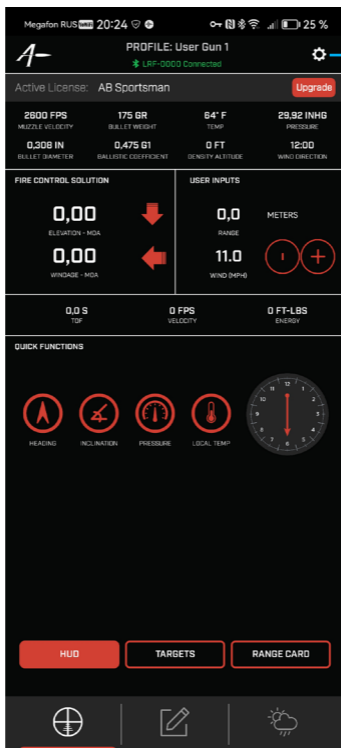 Megafon RUS 20:24 25 %
PROFILE: User Gun 1
LRF-0000 Connected
Active License: AB Sportsman Upgrade
2600 FPS 175 GR 64° F 29,92 INHG
MUZZLE VELOCITY BULLET WEIGHT TEMP PRESSURE
0,308 IN 0,475 G1 0 FT 12:00
BULLET DIAMETER BALLISTIC COEFFICIENT DENSITY ALTITUDE WIND DIRECTION
FIRE CONTROL SOLUTION USER INPUTS
0,00 0,0 METERS
ELEVATION - MOA RANGE
0,00 11.0
WINDAGE - MOA WIND (MPH)
0,0 S 0 FPS 0 FT-LBS
TOF VELOCITY ENERGY
QUICK FUNCTIONS
12
11 1
10 2
9 3
8 4
7 6 5
HEADING INCLINATION PRESSURE LOCAL TEMP
HUD TARGETS RANGE CARD